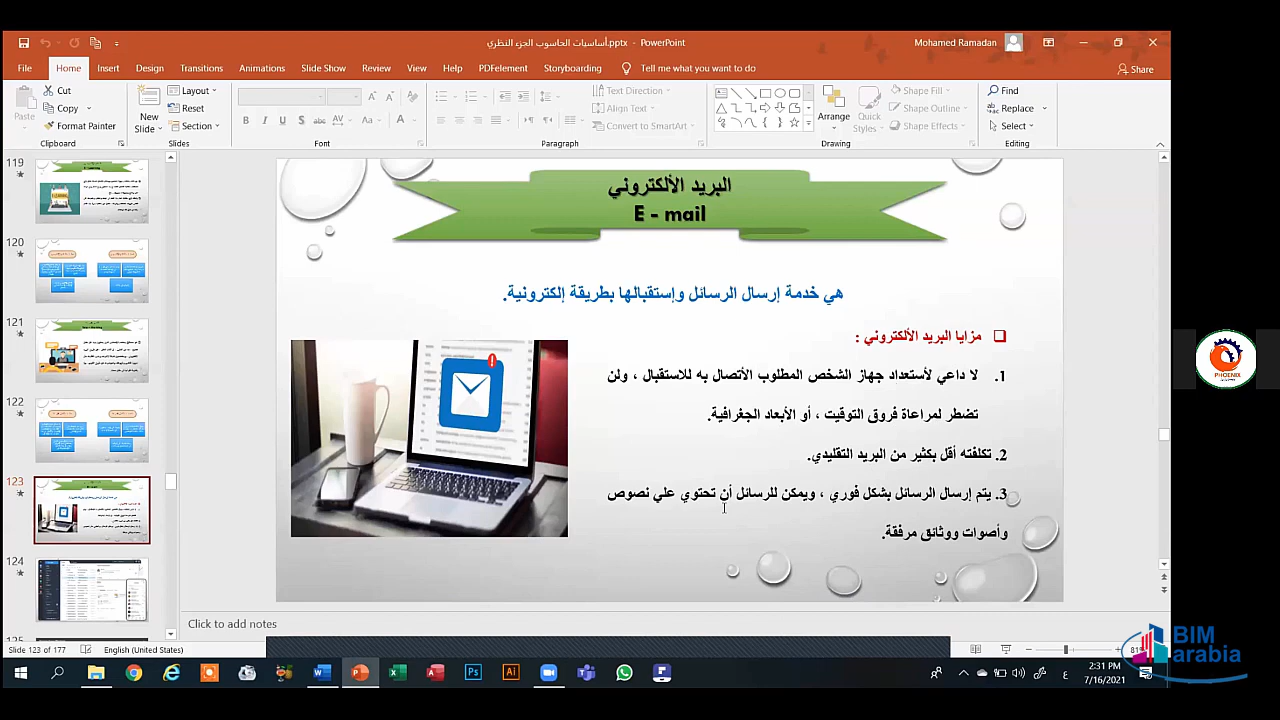 أساسيات الحاسوب الجزء النظري.pptx - PowerPoint
Mohamed Ramadan
File Home Insert Design Transitions Animations Slide Show Review View Help PDFelement Storyboarding Tell me what you want to do
Share
Paste
Cut
Copy
Format Painter
Clipboard
New Slide
Layout
Reset
Section
Slides
Font
Text Direction
Align Text
Convert to SmartArt
Paragraph
Arrange
Quick Styles
Shape Fill
Shape Outline
Shape Effects
Drawing
Find
Replace
Select
Editing
119
120
121
122
123
124
125
البريد الألكتروني
E - mail
هي خدمة إرسال الرسائل وإستقبالها بطريقة إلكترونية.
مزايا البريد الألكتروني :
1. لا داعي لأستعداد جهاز الشخص المطلوب الأتصال به للاستقبال ، ولن
تضطر لمراعاة فروق التوقيت ، أو الأبعاد الجغرافية.
2. تكلفته أقل بكثير من البريد التقليدي.
3. يتم إرسال الرسائل بشكل فوري ، ويمكن للرسائل أن تحتوي علي نصوص
وأصوات ووثائق مرفقة.
Click to add notes
Slide 123 of 177
English (United States)
81%
2:31 PM
7/16/2021
PHOENIX
BIM
arabia